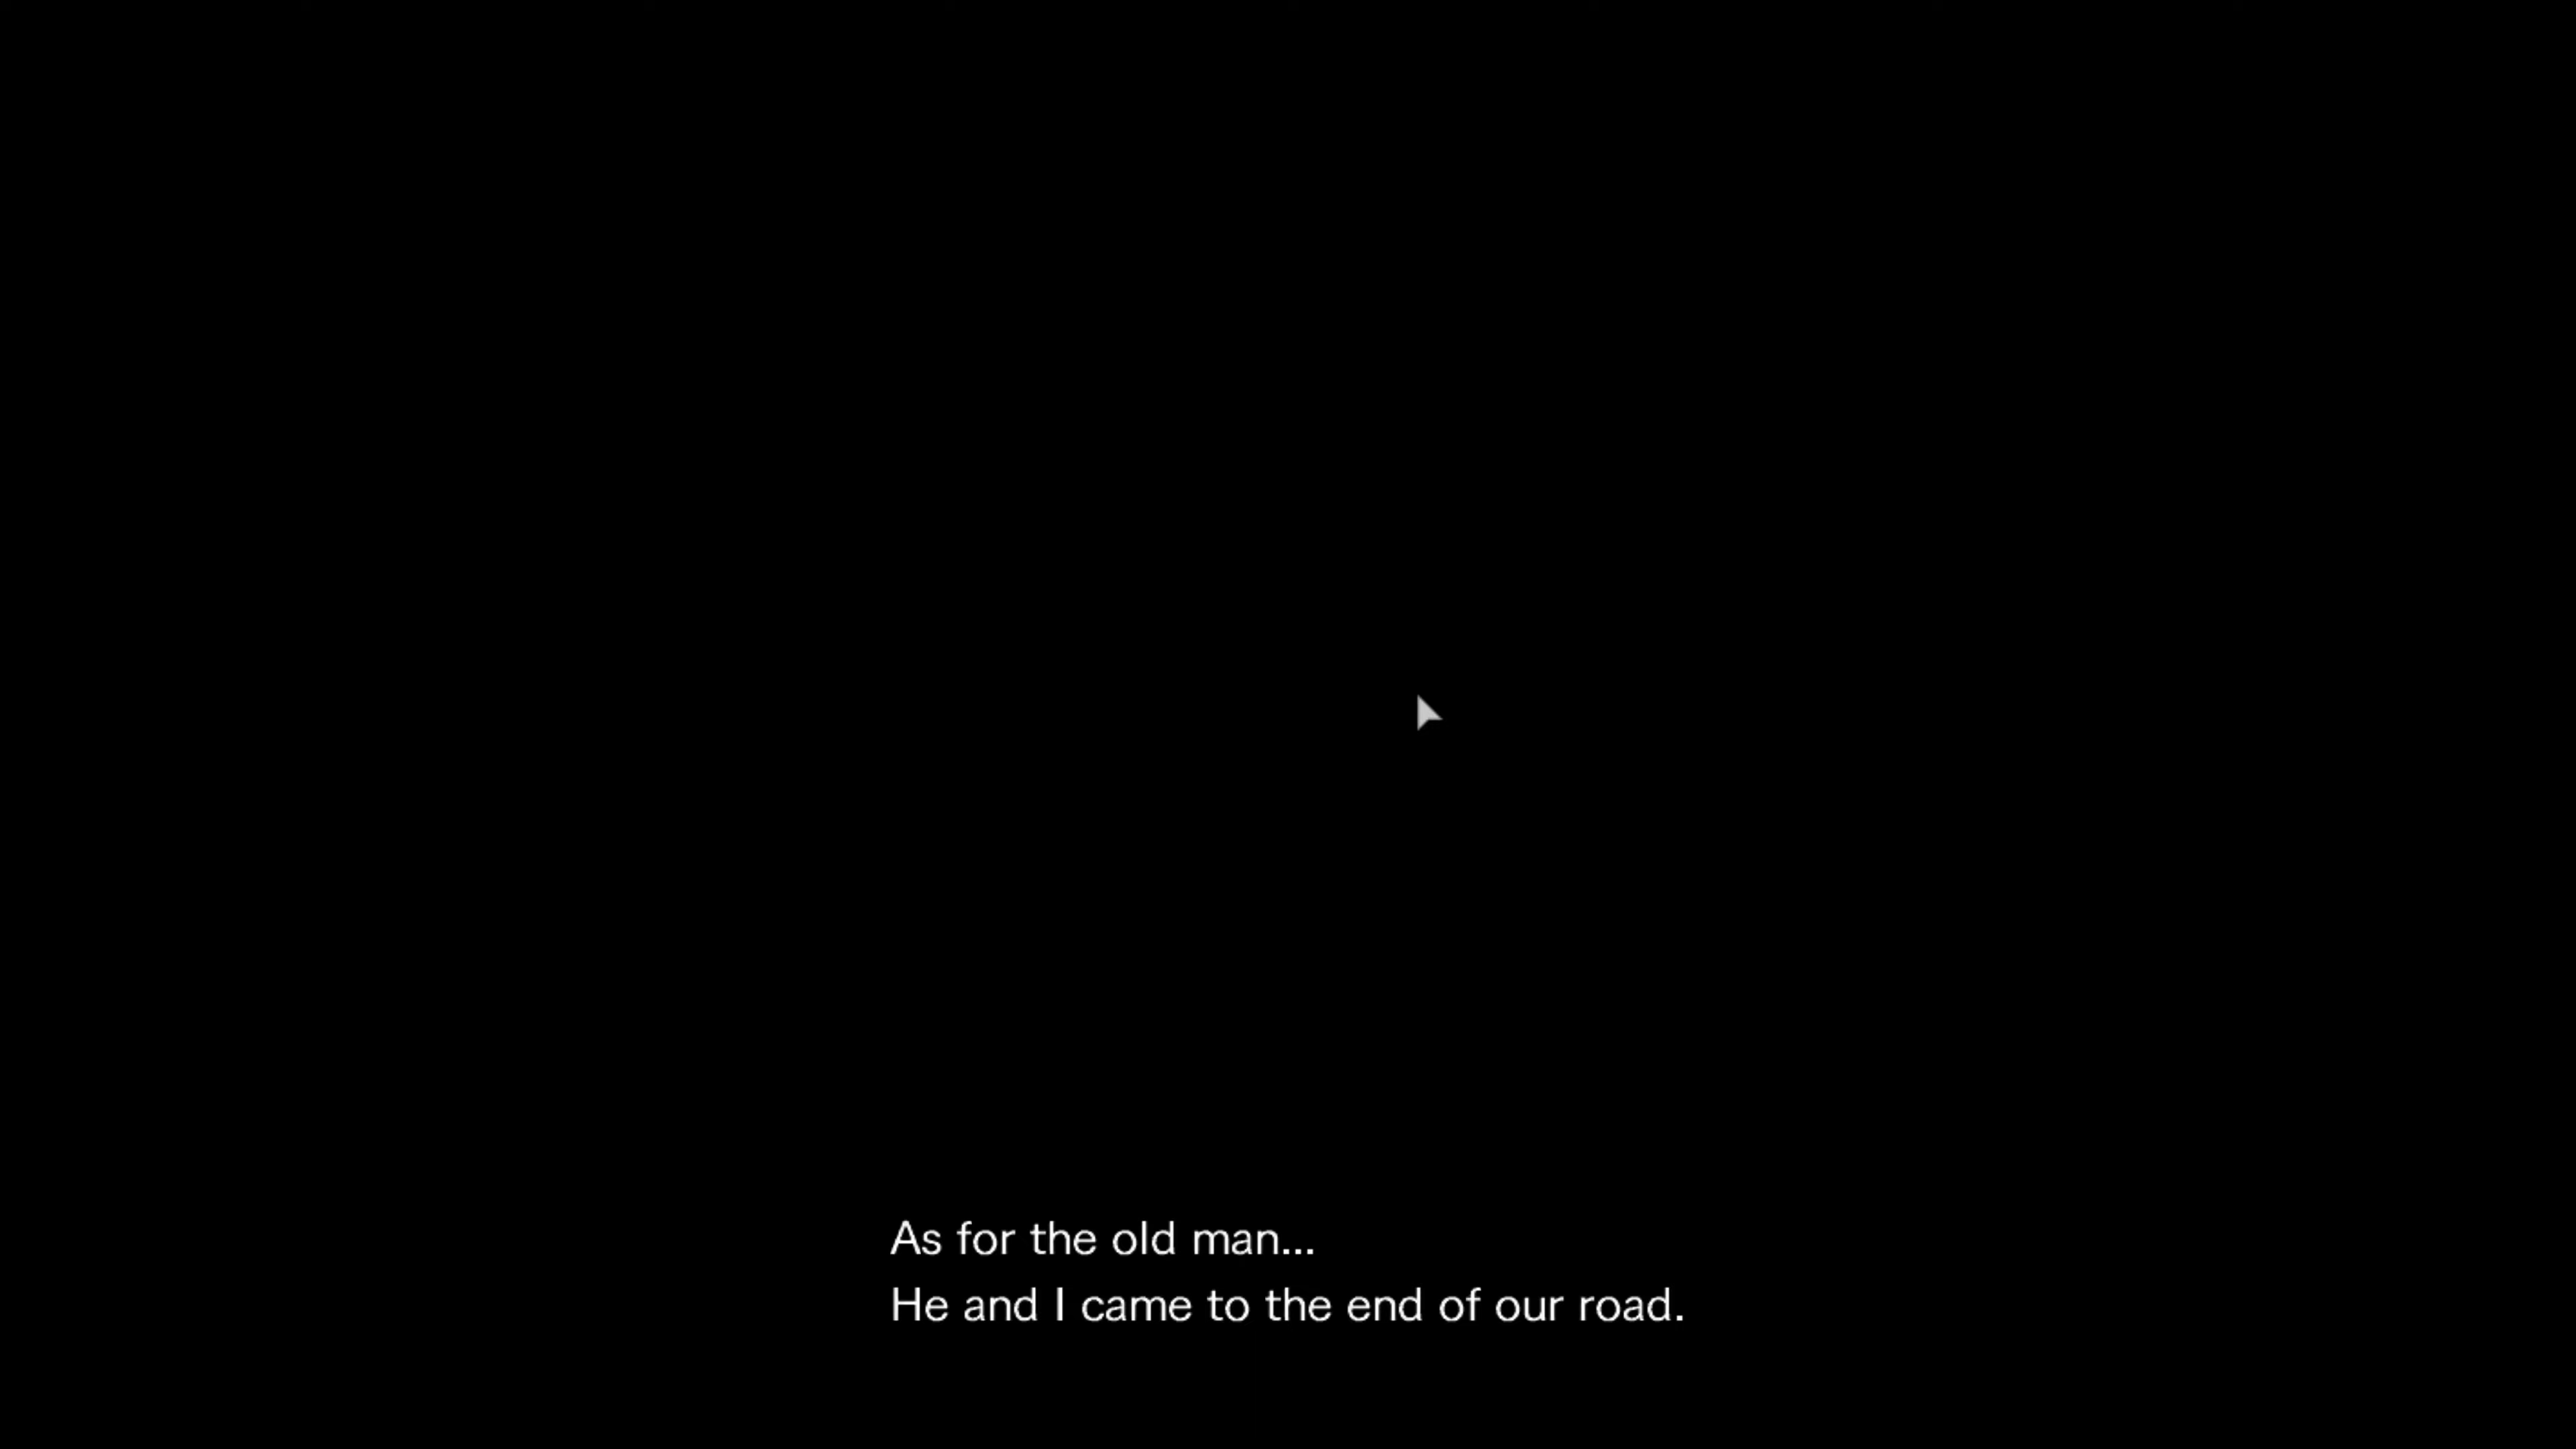 As for the old man...
He and I came to the end of our road.